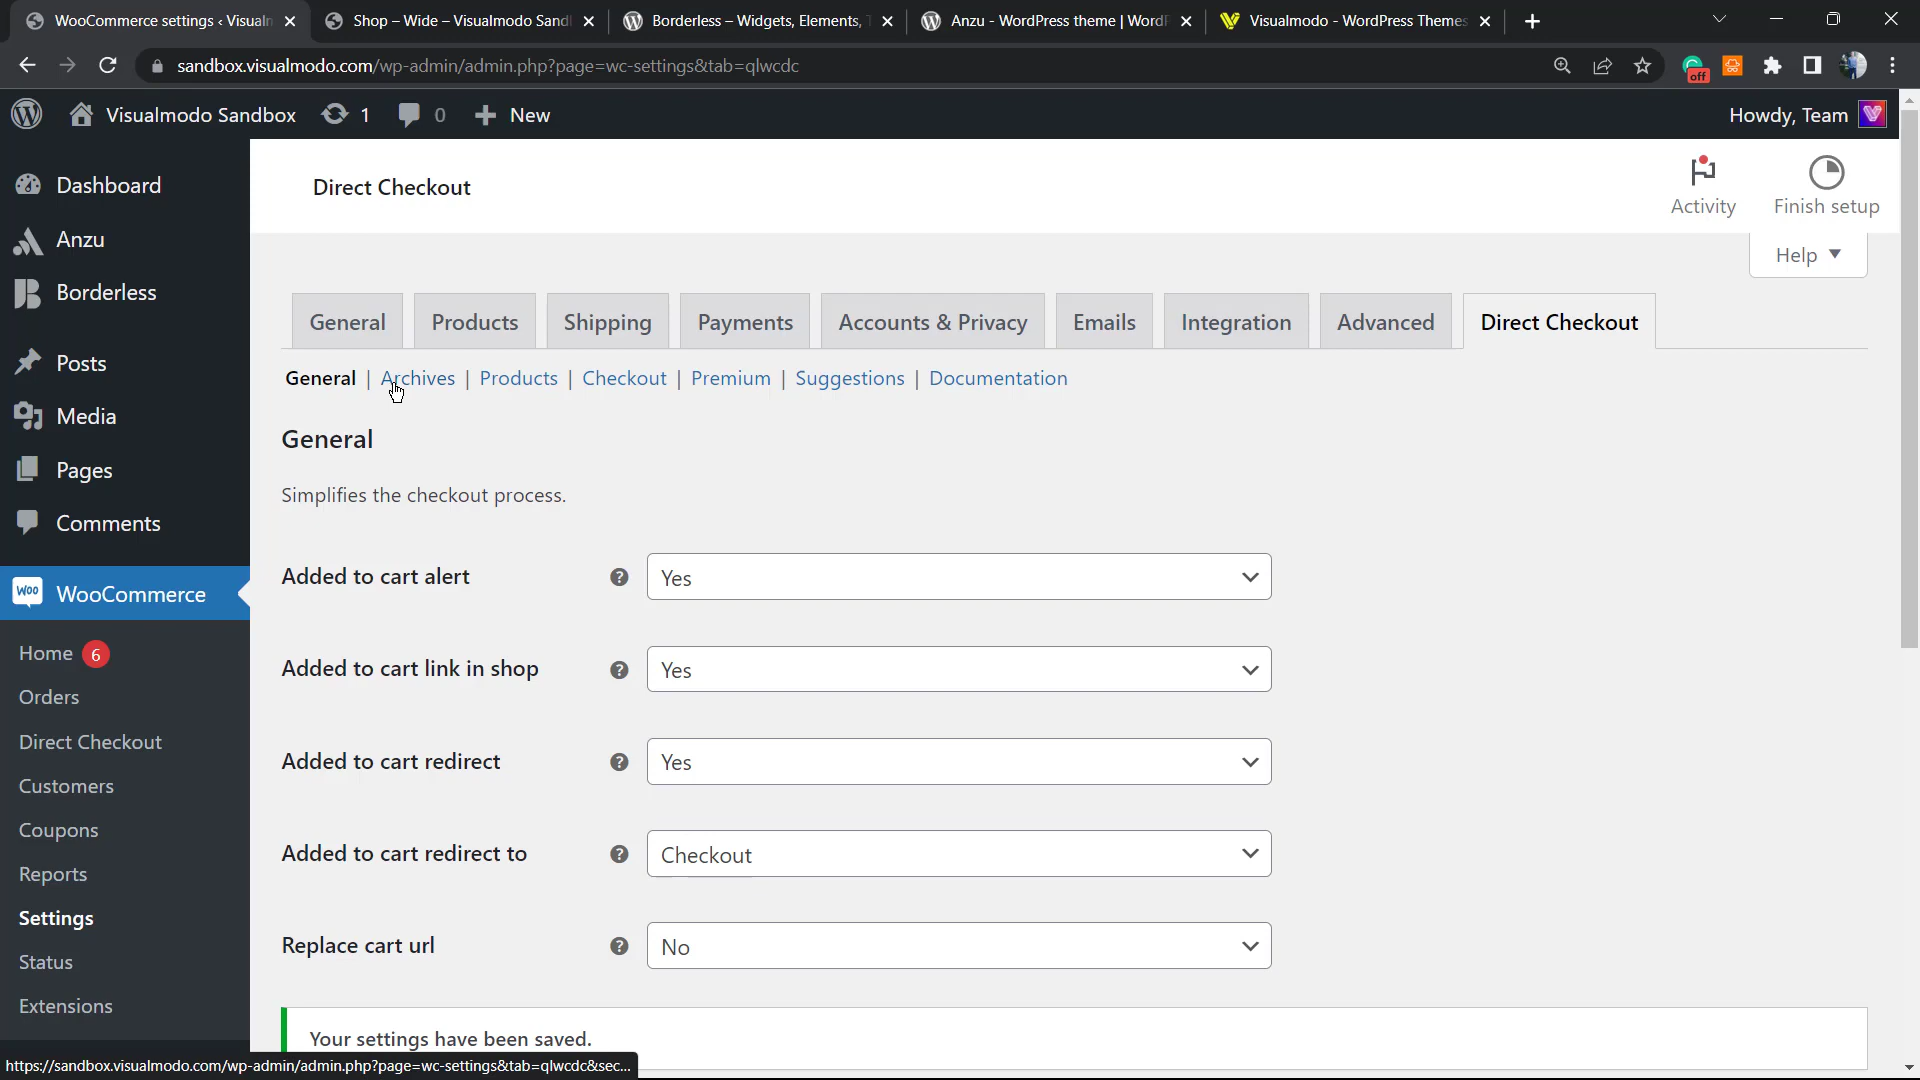 WooCommerce settings ‹ Visualn
Shop – Wide – Visualmodo Sandl
Borderless – Widgets, Elements, T
Anzu - WordPress theme | WordP
Visualmodo - WordPress Themes
sandbox.visualmodo.com/wp-admin/admin.php?page=wc-settings&tab=qlwcdc
off
Visualmodo Sandbox
1
0
New
Howdy, Team
Dashboard
Anzu
Borderless
Posts
Media
Pages
Comments
WOO
WooCommerce
Home 6
Orders
Direct Checkout
Customers
Coupons
Reports
Settings
Status
Extensions
Direct Checkout
Activity
Finish setup
Help
General
Products
Shipping
Payments
Accounts & Privacy
Emails
Integration
Advanced
Direct Checkout
General | Archives | Products | Checkout | Premium | Suggestions | Documentation
General
Simplifies the checkout process.
Added to cart alert ? Yes
Added to cart link in shop ? Yes
Added to cart redirect ? Yes
Added to cart redirect to ? Checkout
Replace cart url ? No
Your settings have been saved.
https://sandbox.visualmodo.com/wp-admin/admin.php?page=wc-settings&tab=qlwcdc&sec...